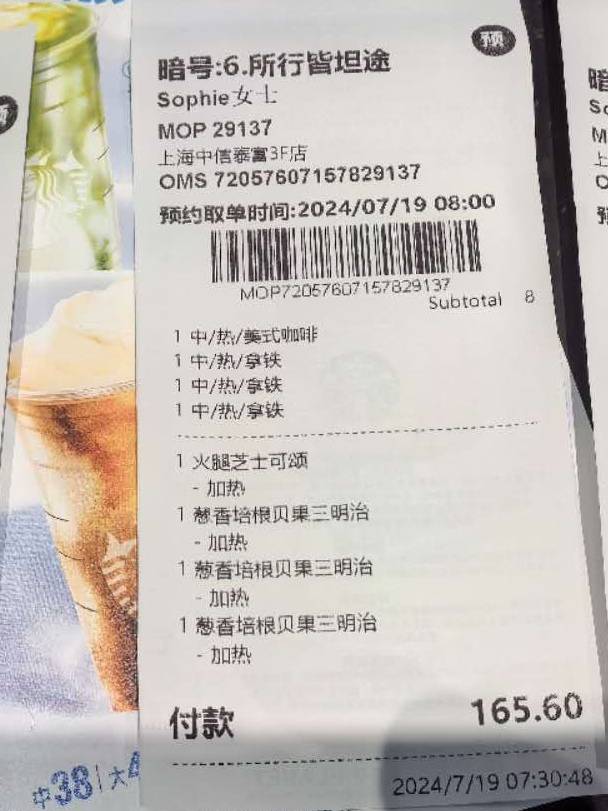 预
暗号:6.所行皆坦途
Sophie女士
MOP 29137
上海中信泰富3F店
OMS 72057607157829137
预约取单时间:2024/07/19 08:00
MOP72057607157829137
Subtotal 8
1 中/热/美式咖啡
1 中/热/拿铁
1 中/热/拿铁
1 中/热/拿铁
1 火腿芝士可颂
- 加热
1 葱香培根贝果三明治
- 加热
1 葱香培根贝果三明治
- 加热
1 葱香培根贝果三明治
- 加热
付款 165.60
2024/7/19 07:30:48
中38|大4
暗
M